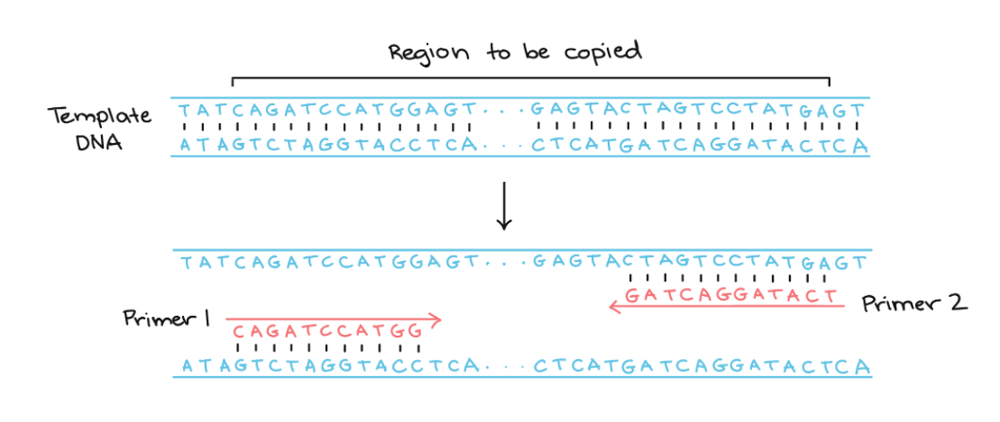 Region to be copied
Template DNA
TATCAGATCCATGGAGT...GAGTACTAGTCCTATGAGT
ATAGTCTAGGTACCTCA...CTCATGATCAGGATACTCA
TATCAGATCCATGGAGT...GAGTACTAGTCCTATGAGT
GATCAGGATACT
Primer 2
Primer 1
CAGATCCATGG
ATAGTCTAGGTACCTCA...CTCATGATCAGGATACTCA